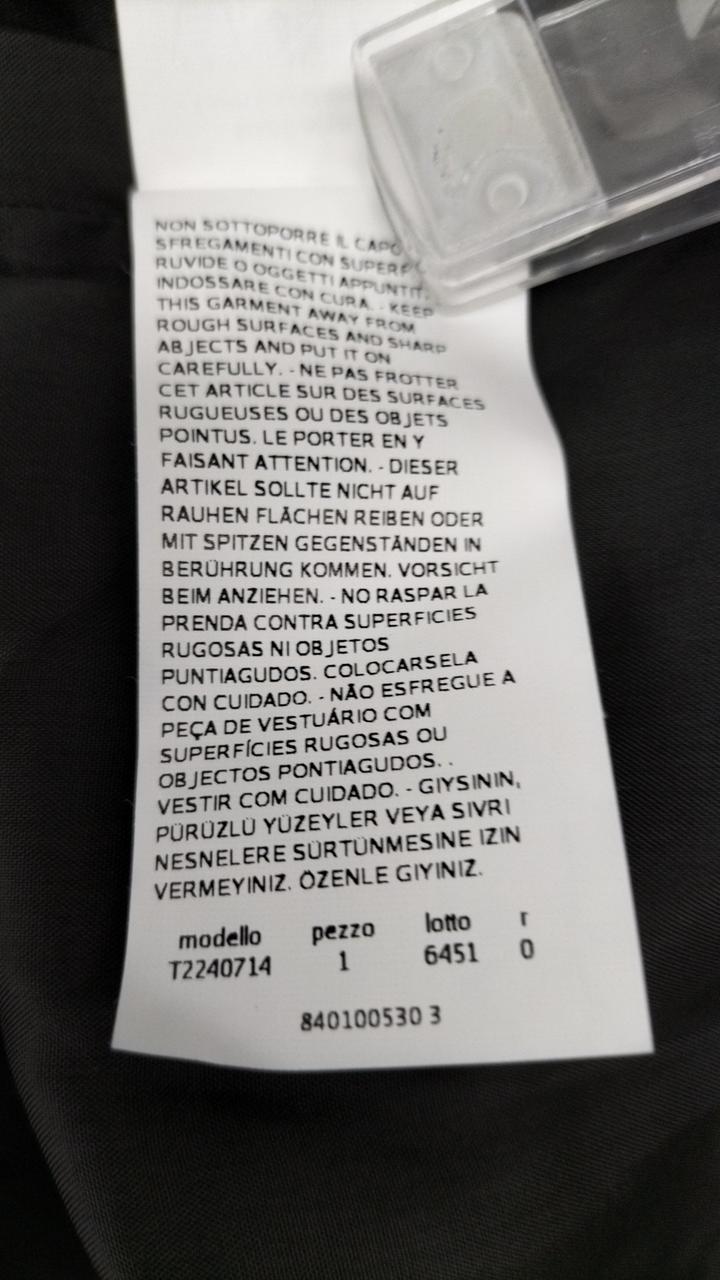 NON SOTTOPORRE IL CAPO
SFREGAMENTI CON
RUVIDE O OGGETTI APPUNTITI.
INDOSSARE CON CURA. - KEEP
THIS GARMENT AWAY FROM
ROUGH SURFACES AND SHARP
ABJECTS AND PUT IT ON
CAREFULLY. - NE PAS FROTTER
CET ARTICLE SUR DES SURFACES
RUGUEUSES OU DES OBJETS
POINTUS. LE PORTER EN Y
FAISANT ATTENTION. - DIESER
ARTIKEL SOLLTE NICHT AUF
RAUHEN FLÄCHEN REIBEN ODER
MIT SPITZEN GEGENSTÄNDEN IN
BERÜHRUNG KOMMEN. VORSICHT
BEIM ANZIEHEN. - NO RASPAR LA
PRENDA CONTRA SUPERFICIES
RUGOSAS NI OBJETOS
PUNTIAGUDOS. COLOCARSELA
CON CUIDADO. - NÃO ESFREGUE A
PEÇA DE VESTUÁRIO COM
SUPERFÍCIES RUGOSAS OU
OBJECTOS PONTIAGUDOS. .
VESTIR COM CUIDADO. - GIYSININ,
PÜRÜZLÜ YÜZEYLER VEYA SIVRI
NESNELERE SÜRTÜNMESINE IZIN
VERMEYINIZ. ÖZENLE GIYINIZ.
modello pezzo lotto r
T2240714 1 6451 0
840100530 3